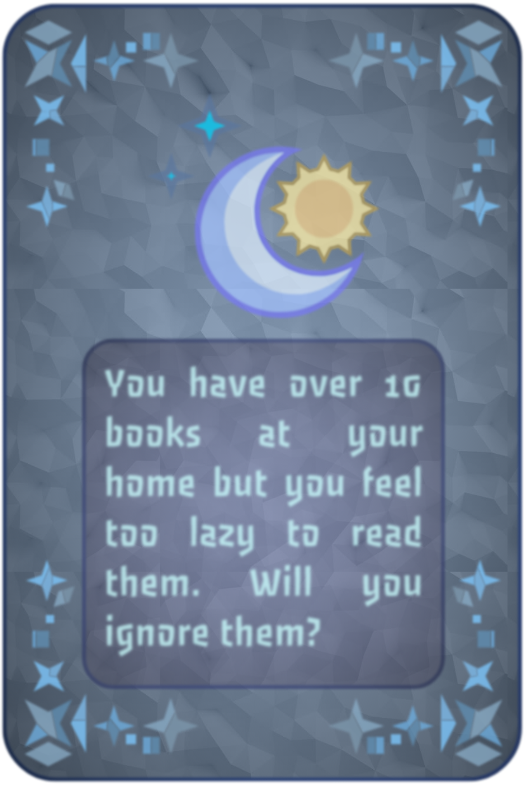 You have over 10
books at your
home but you feel
too lazy to read
them. Will you
ignore them?